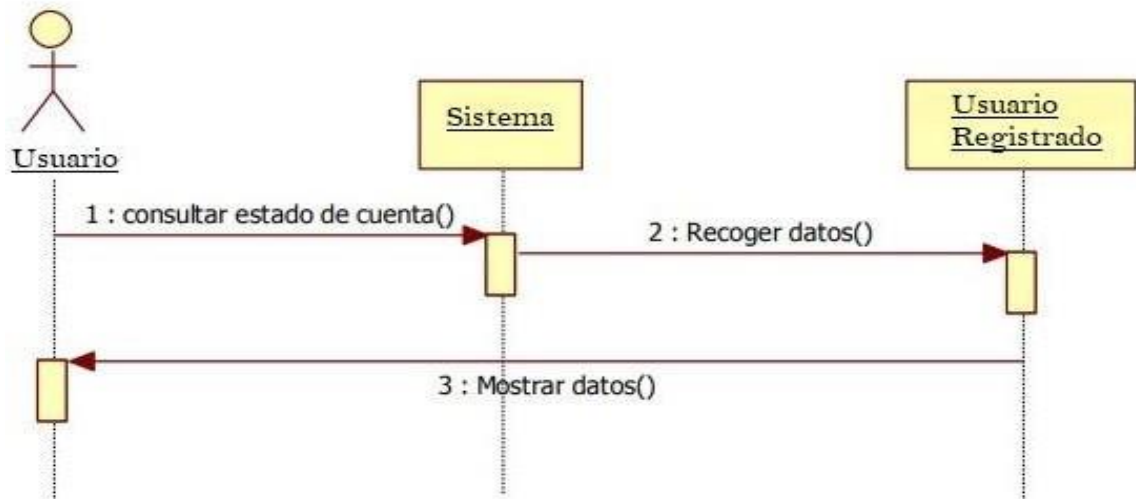 Usuario
Sistema
Usuario
Registrado
1 : consultar estado de cuenta()
2 : Recoger datos()
3 : Mostrar datos()